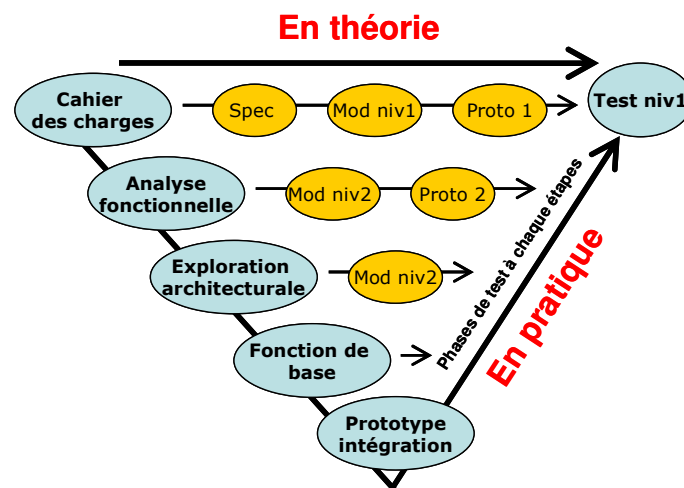 En théorie
Cahier
des charges
Spec
Mod niv1
Proto 1
Test niv1
Analyse
fonctionnelle
Mod niv2
Proto 2
Exploration
architecturale
Mod niv2
Fonction de
base
Prototype
intégration
Phases de test à chaque étapes
En pratique